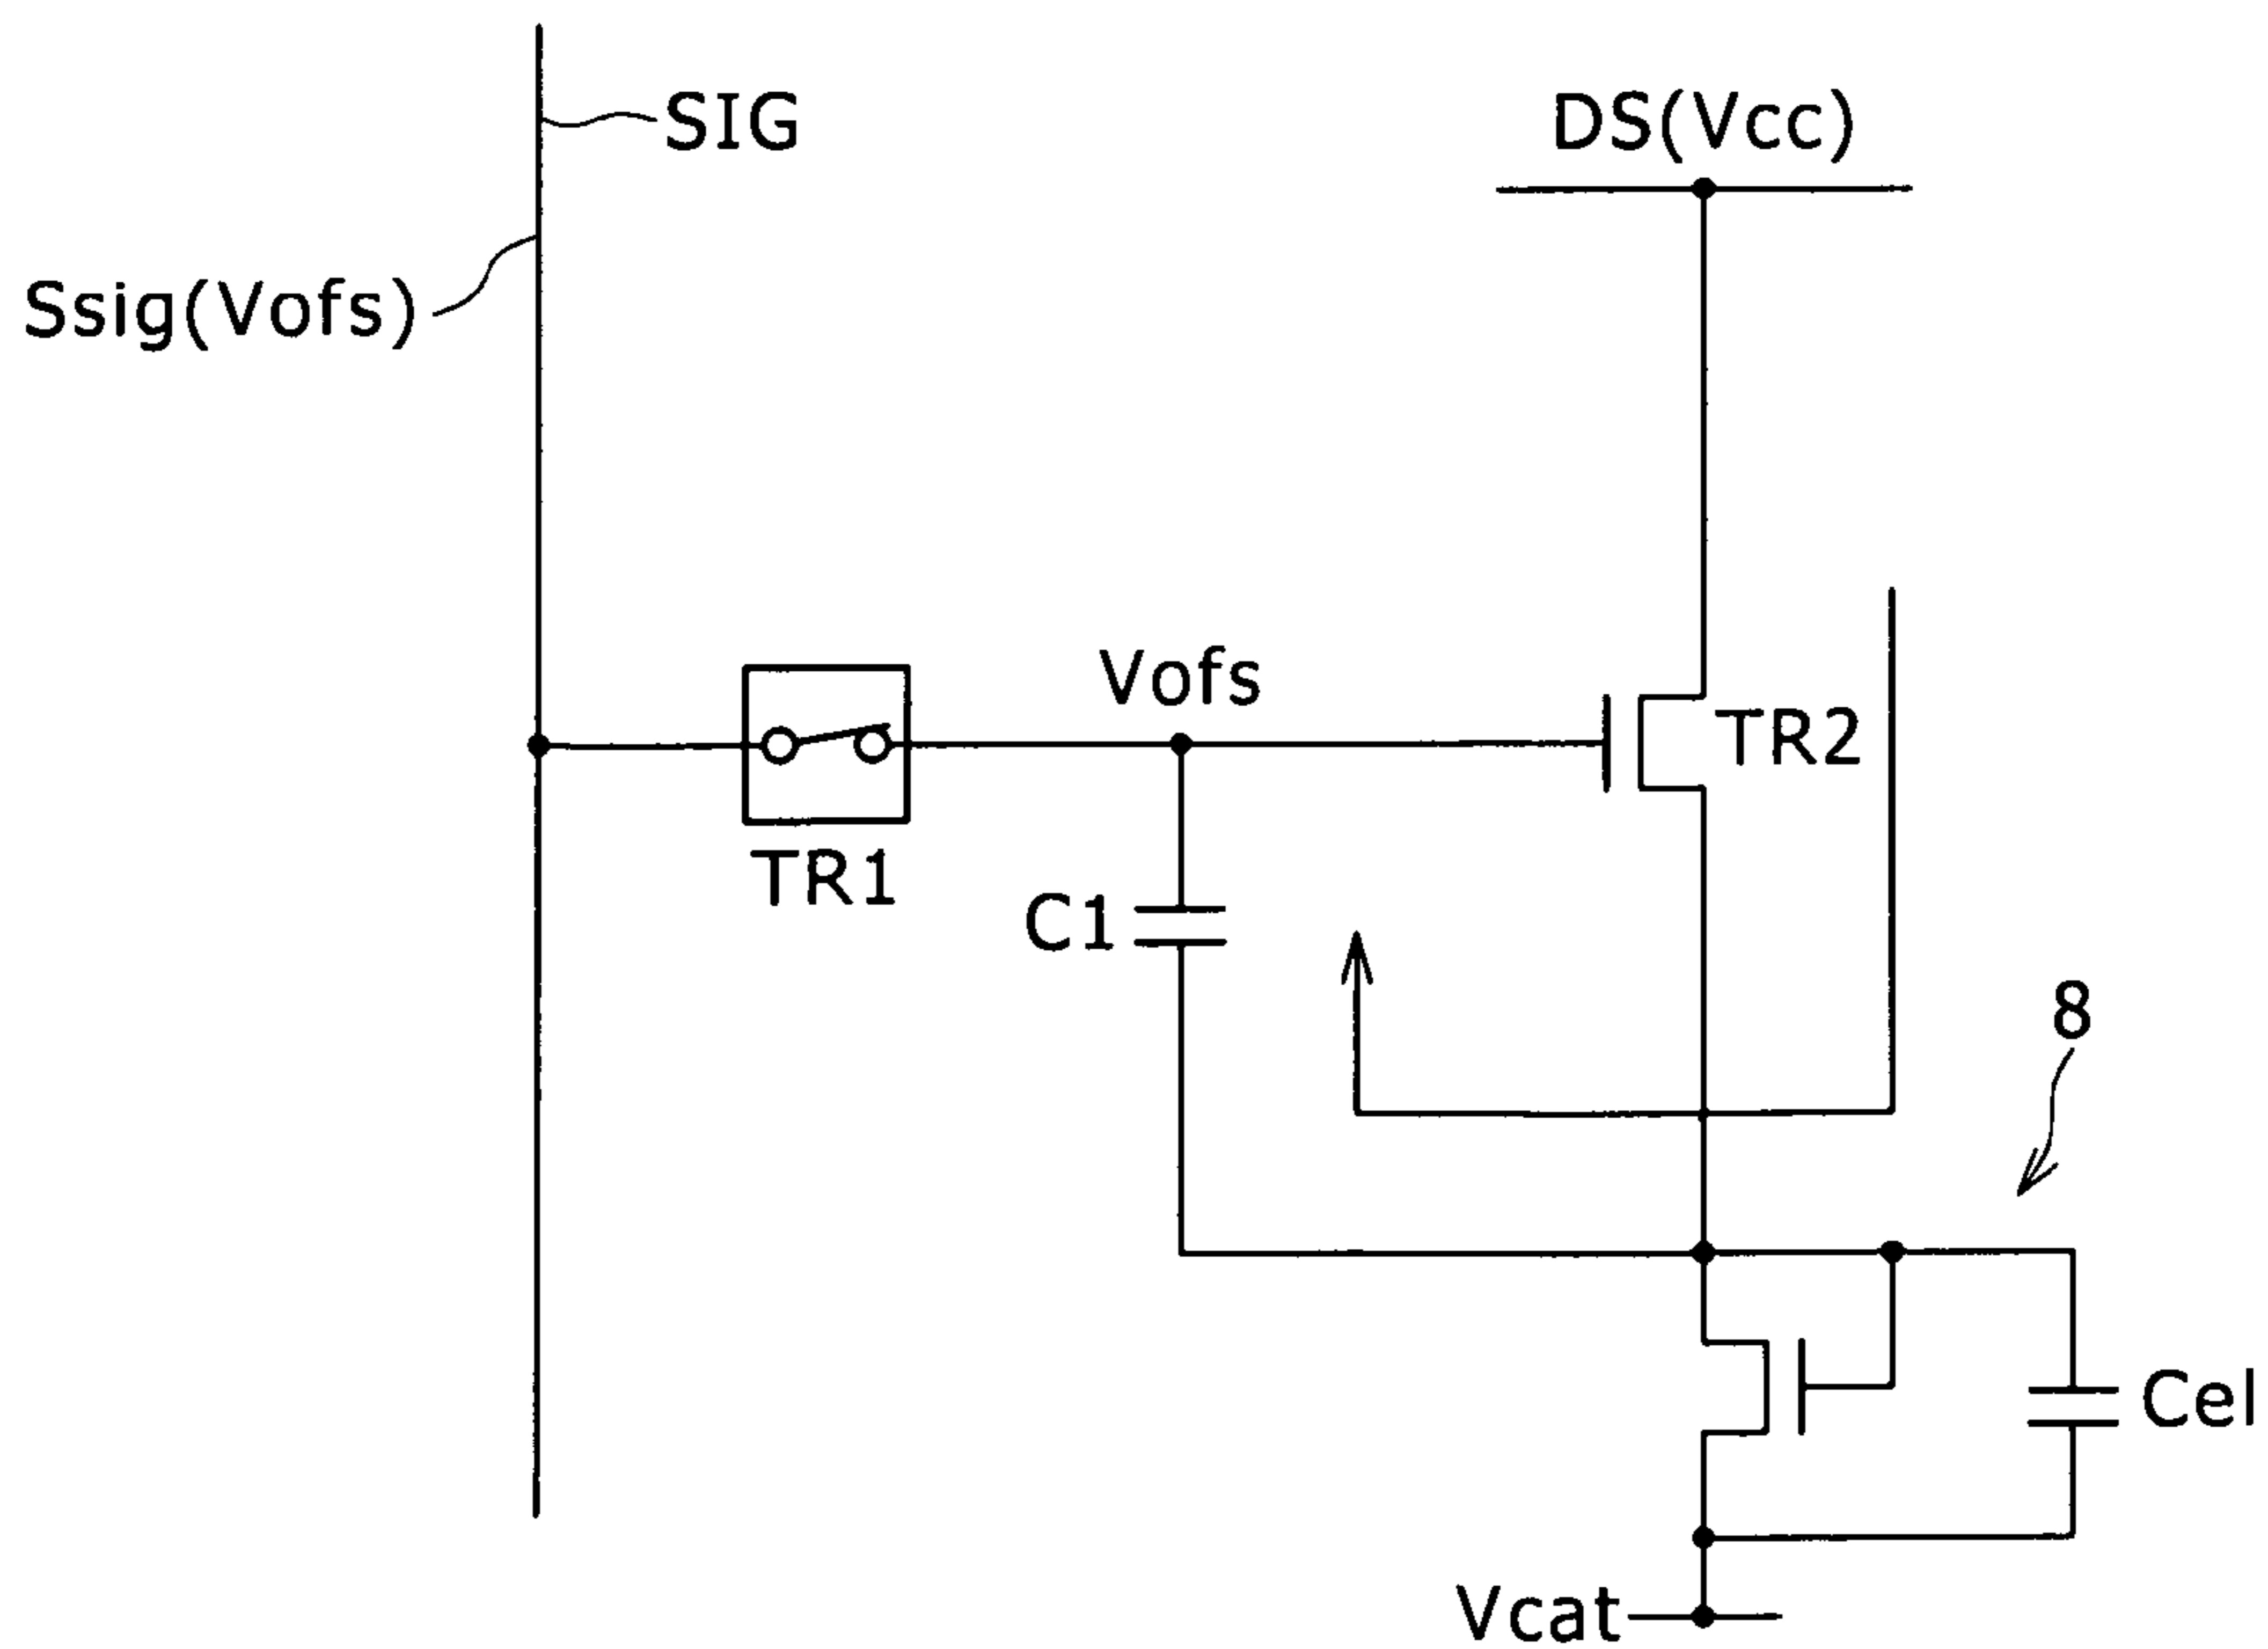 SIG
DS(Vcc)
Ssig(Vofs)
Vofs
TR2
TR1
C1
8
Cel
Vcat